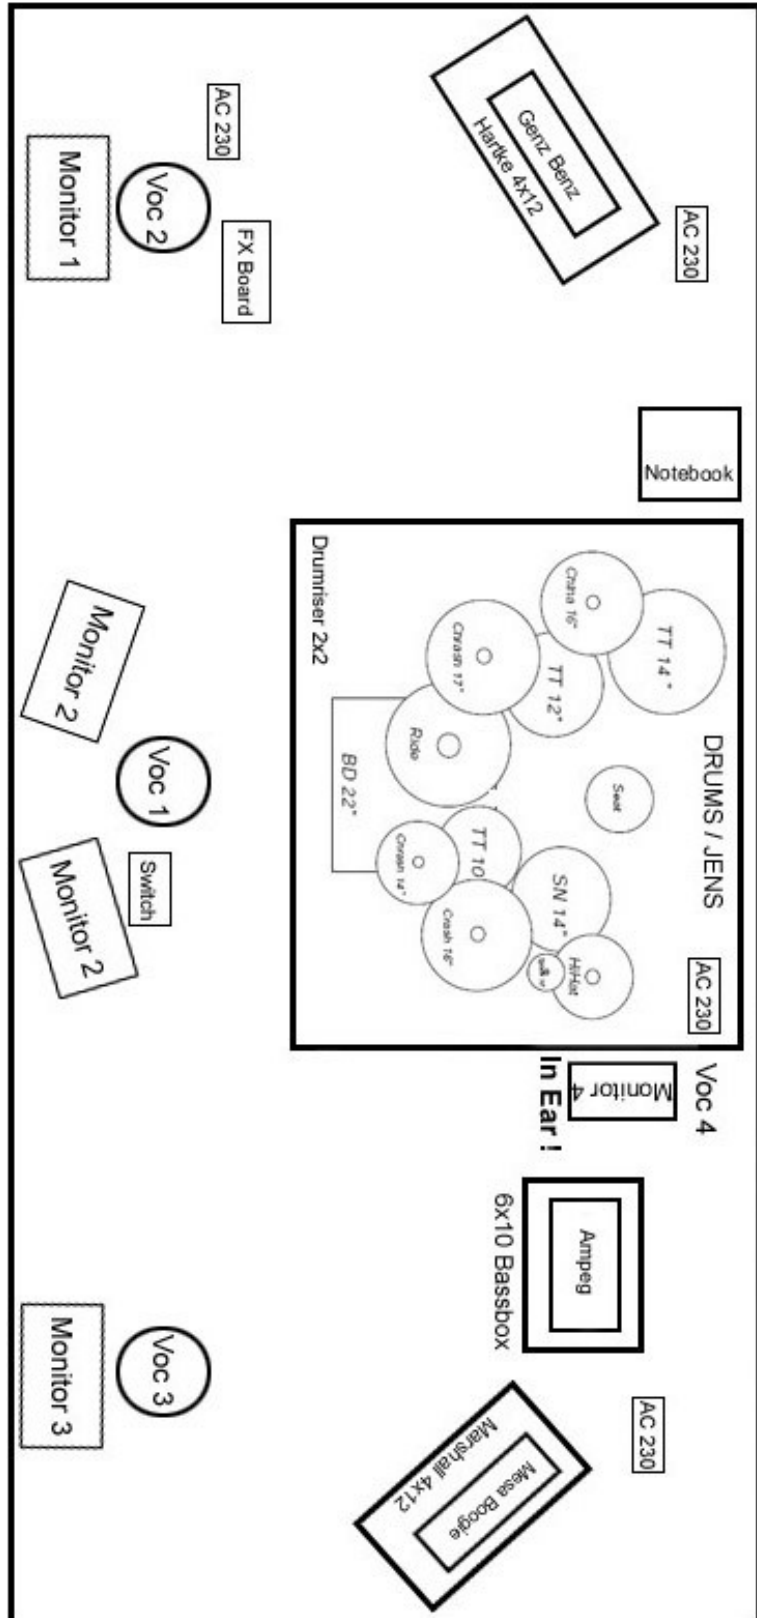 Genz Benz
Hartke 4x12
AC 230
Notebook
DRUMS / JENS
AC 230
TT 14 "
China 16"
TT 12"
Chrash 17"
Seat
Ride
BD 22"
TT 10
Chrash 14"
SN 14"
HiHat
Crash 16"
Drumriser 2x2
Voc 4
Monitor 4
In Ear !
Ampeg
6x10 Bassbox
AC 230
Mesa Boogie
Marshall 4x12
AC 230
FX Board
Voc 2
Monitor 1
Monitor 2
Voc 1
Switch
Monitor 2
Voc 3
Monitor 3